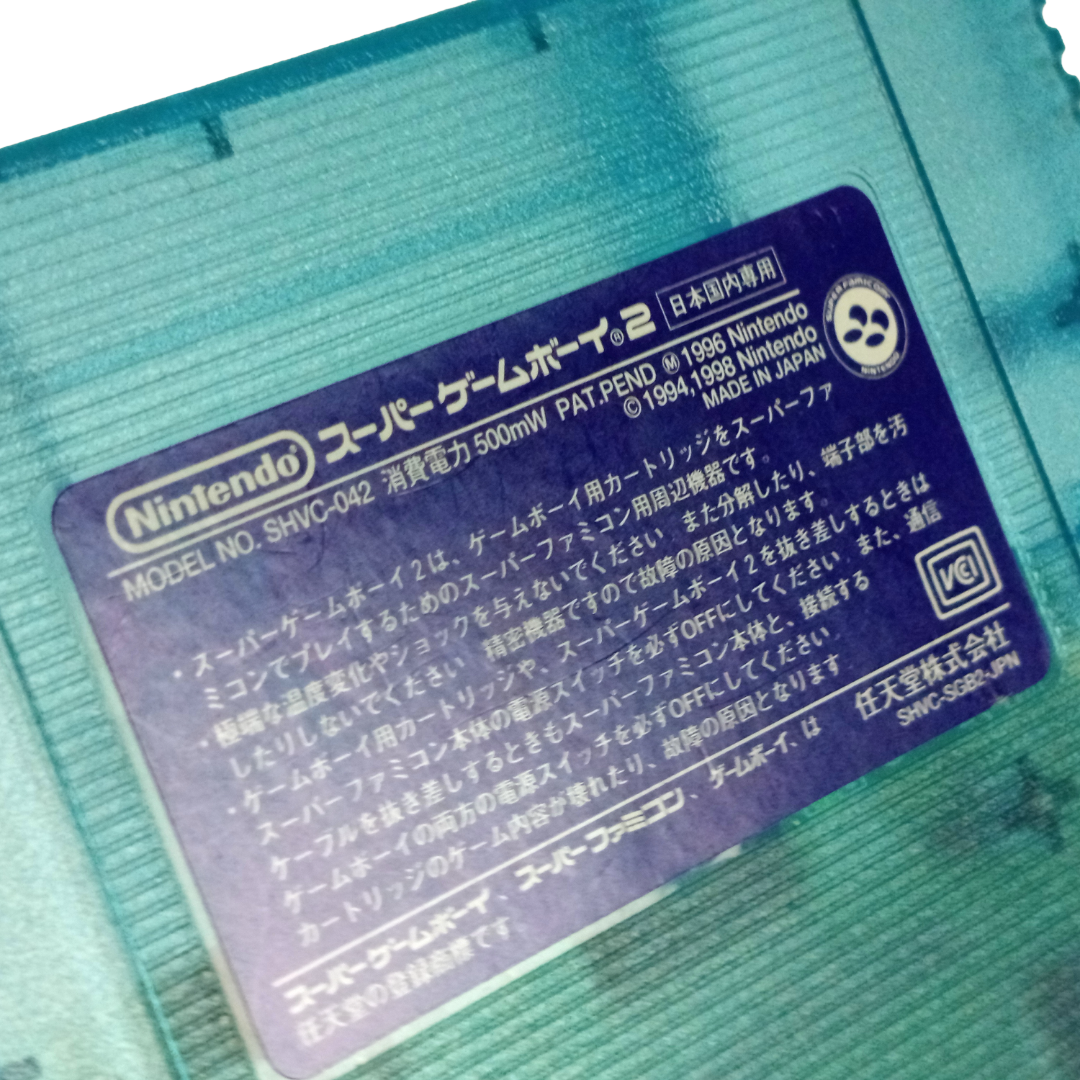 Nintendo® スーパーゲームボーイ®2 日本国内専用
MODEL NO. SHVC-042 消費電力 500mW PAT.PEND Ⓜ 1996 Nintendo
© 1994,1998 Nintendo
MADE IN JAPAN
SUPER FAMICOM
NINTENDO
・スーパーゲームボーイ2は、ゲームボーイ用カートリッジをスーパーファ
ミコンでプレイするためのスーパーファミコン用周辺機器です。
・極端な温度変化やショックを与えないでください。また分解したり、端子部を汚
したりしないでください。精密機器ですので故障の原因となります。
・ゲームボーイ用カートリッジや、スーパーゲームボーイ2を抜き差しするときは
スーパーファミコン本体の電源スイッチを必ずOFFにしてください。また、通信
ケーブルを抜き差しするときもスーパーファミコン本体と、接続する
ゲームボーイの両方の電源スイッチを必ずOFFにしてください。
カートリッジのゲーム内容が壊れたり、故障の原因となります。
VCI
スーパーゲームボーイ、スーパーファミコン、ゲームボーイ、は
任天堂の登録商標です。
任天堂株式会社
SHVC-SGB2-JPN